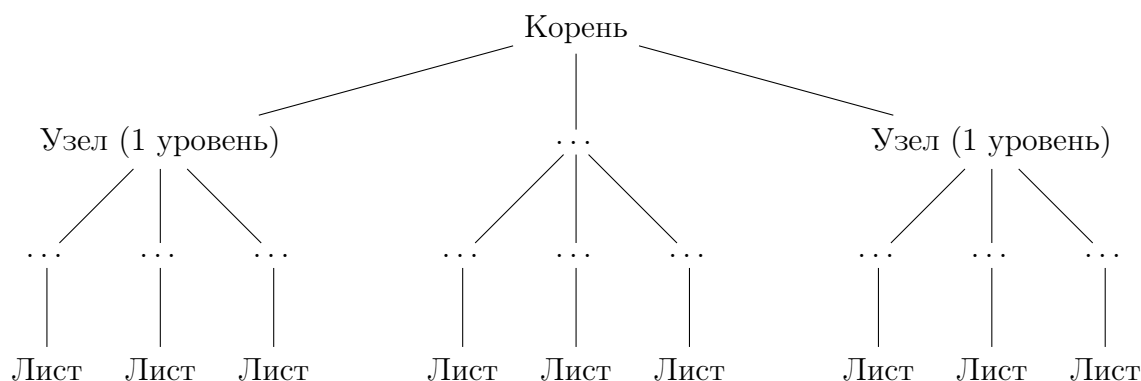 Корень
Узел (1 уровень) ... Узел (1 уровень)
... ... ... ... ... ... ... ... ...
Лист Лист Лист Лист Лист Лист Лист Лист Лист